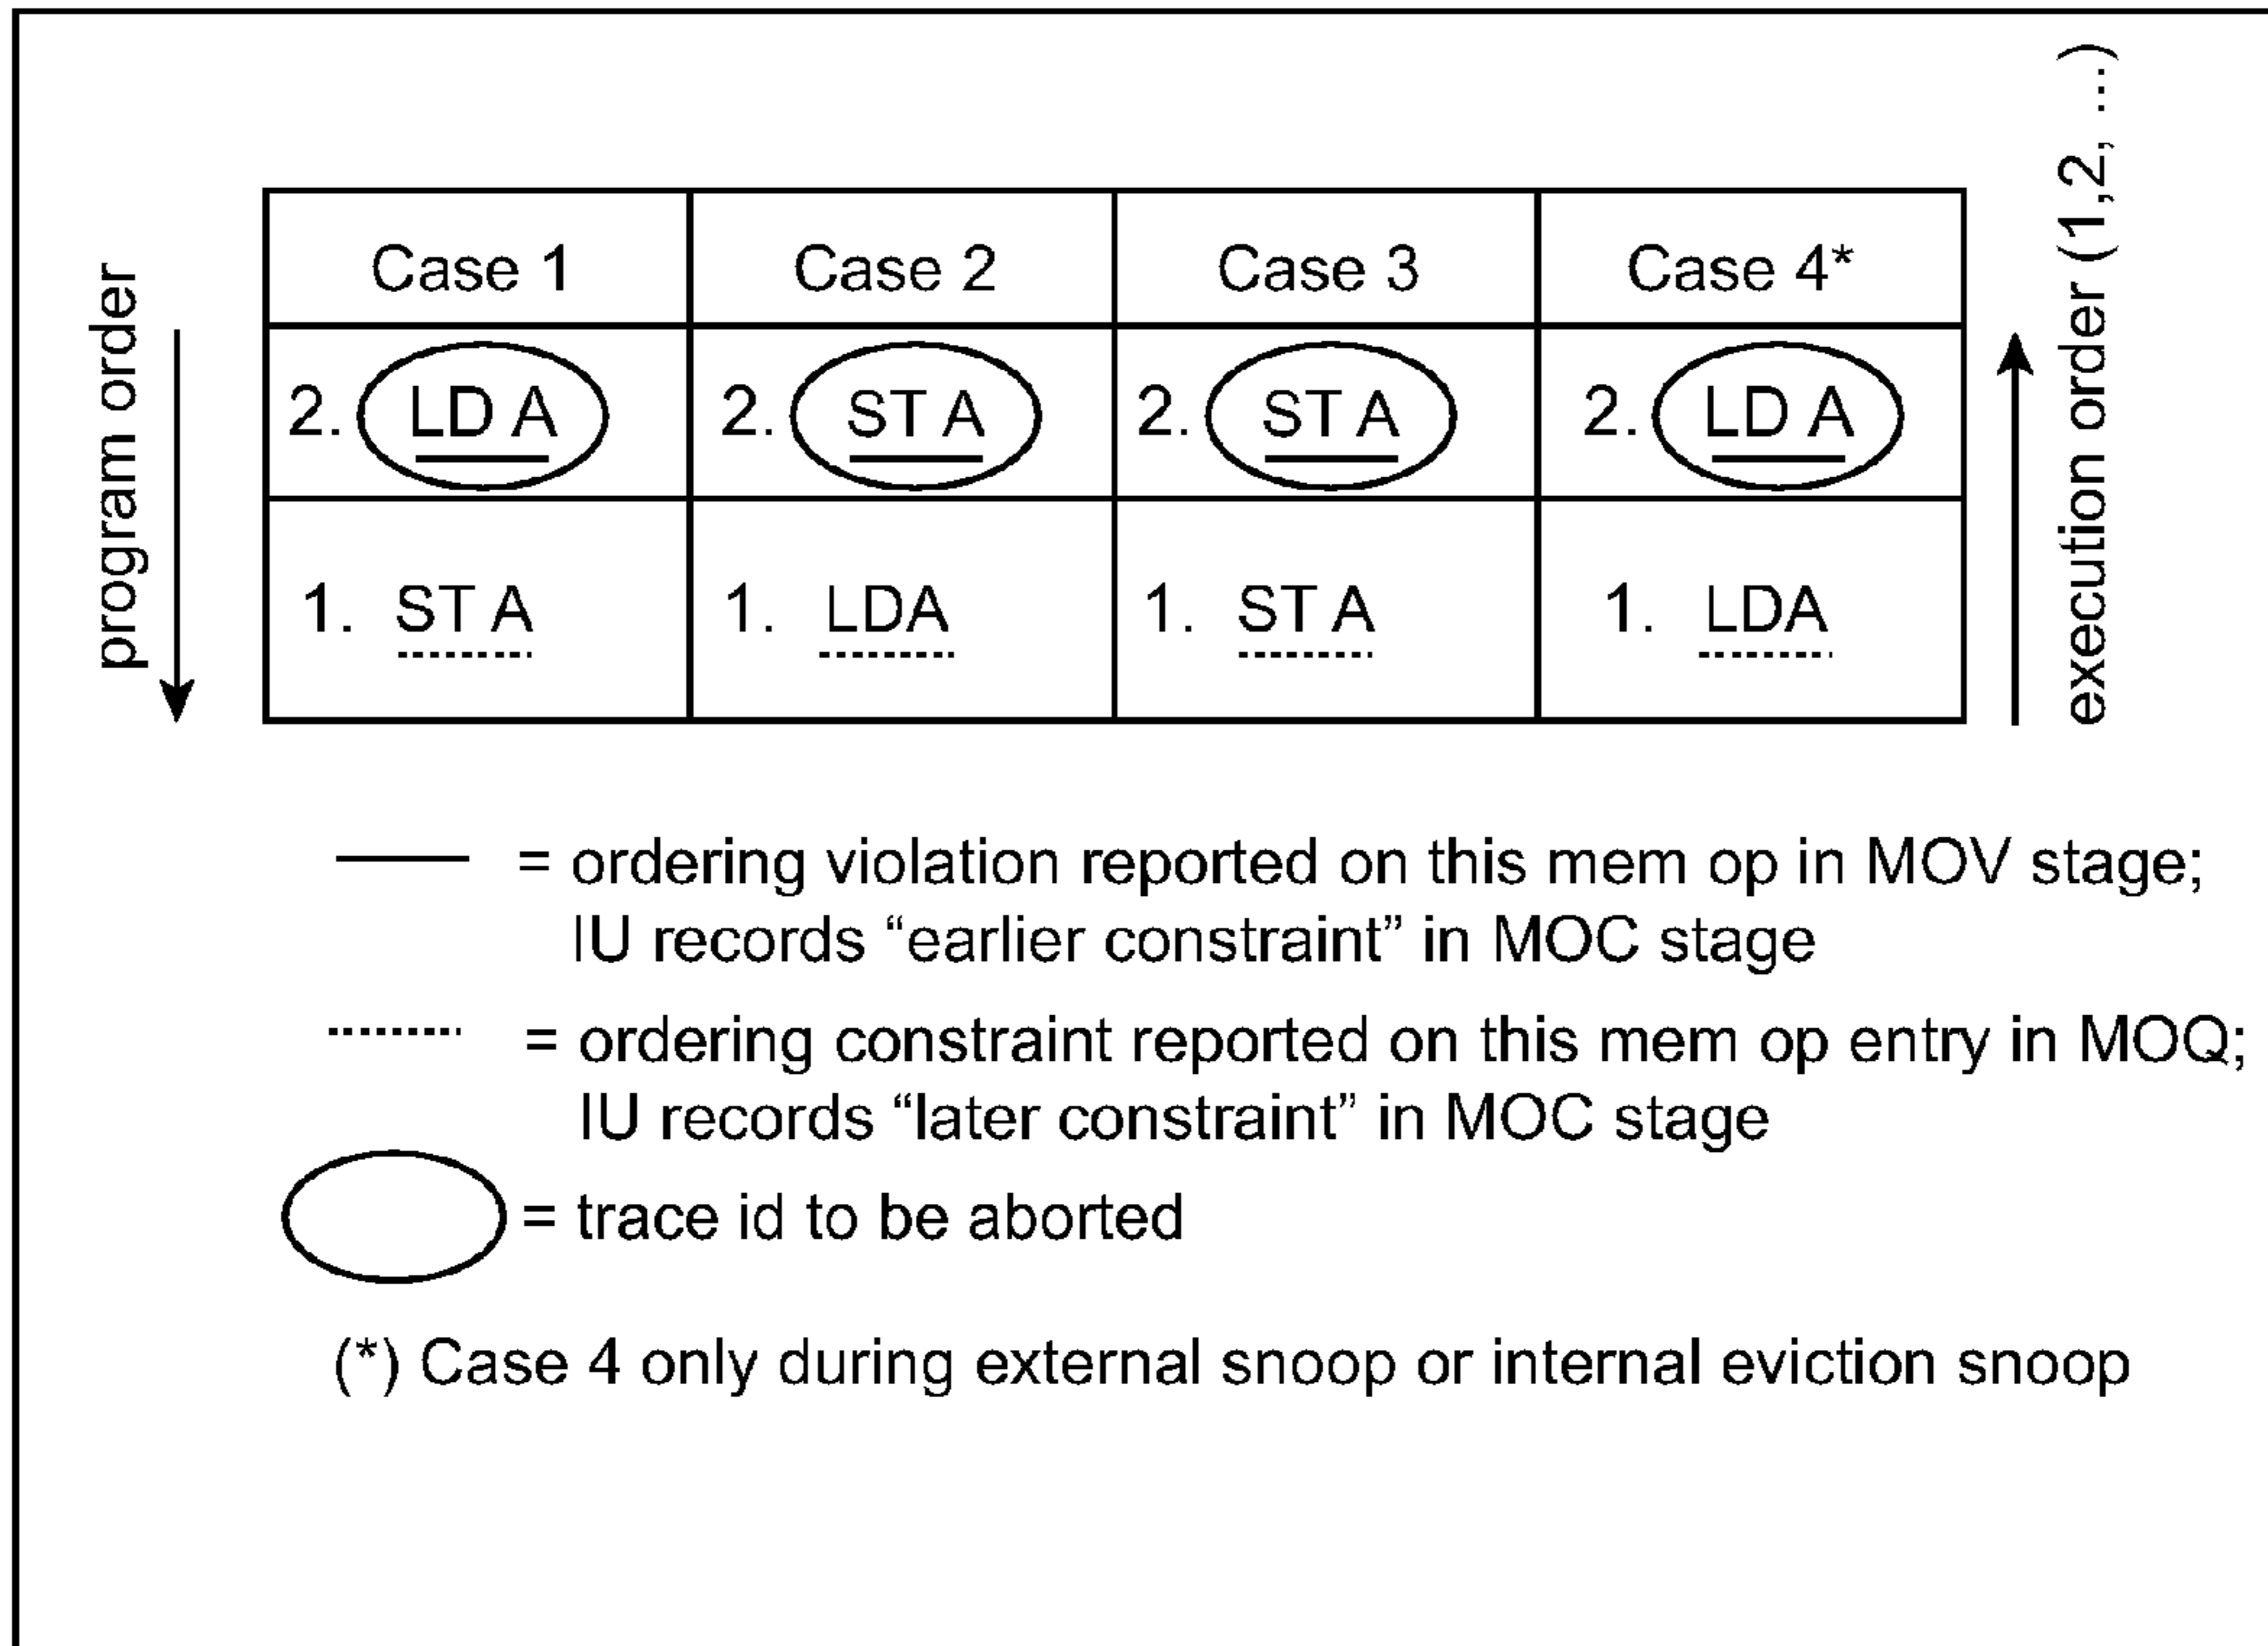 program order
Case 1 Case 2 Case 3 Case 4*
2. LD A 2. ST A 2. ST A 2. LD A
1. ST A 1. LDA 1. ST A 1. LDA
execution order (1,2, ...)
= ordering violation reported on this mem op in MOV stage;
IU records “earlier constraint” in MOC stage
= ordering constraint reported on this mem op entry in MOQ;
IU records “later constraint” in MOC stage
= trace id to be aborted
(*) Case 4 only during external snoop or internal eviction snoop